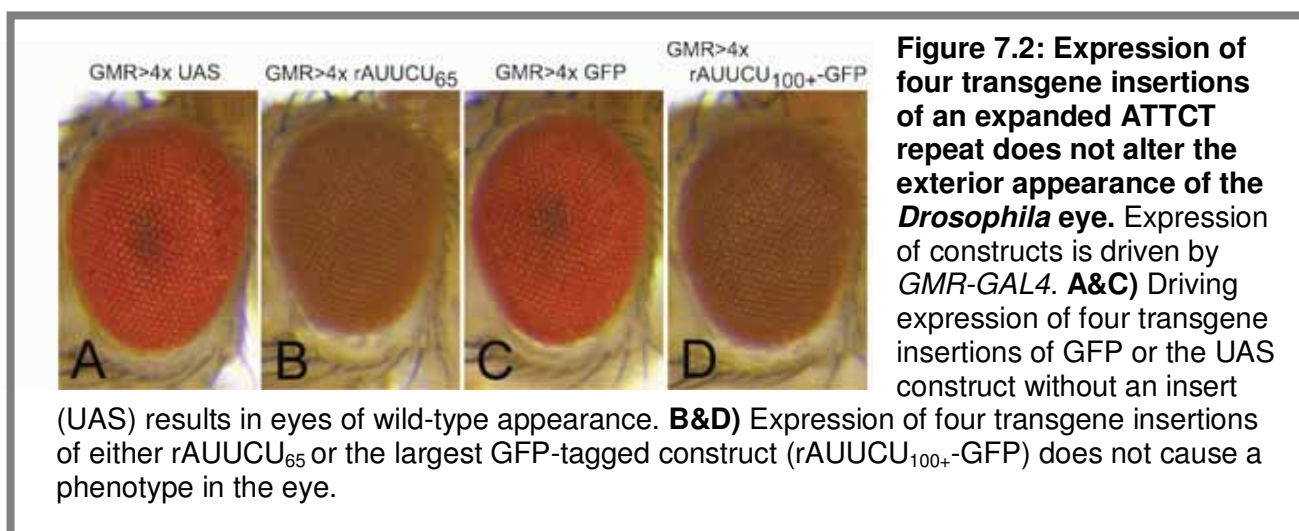 GMR>4x UAS GMR>4x rAUUCU65 GMR>4x GFP GMR>4x rAUUCU100+-GFP
A B C D
Figure 7.2: Expression of
four transgene insertions
of an expanded ATTCT
repeat does not alter the
exterior appearance of the
Drosophila eye. Expression
of constructs is driven by
GMR-GAL4. A&C) Driving
expression of four transgene
insertions of GFP or the UAS
construct without an insert
(UAS) results in eyes of wild-type appearance. B&D) Expression of four transgene insertions
of either rAUUCU65 or the largest GFP-tagged construct (rAUUCU100+-GFP) does not cause a
phenotype in the eye.